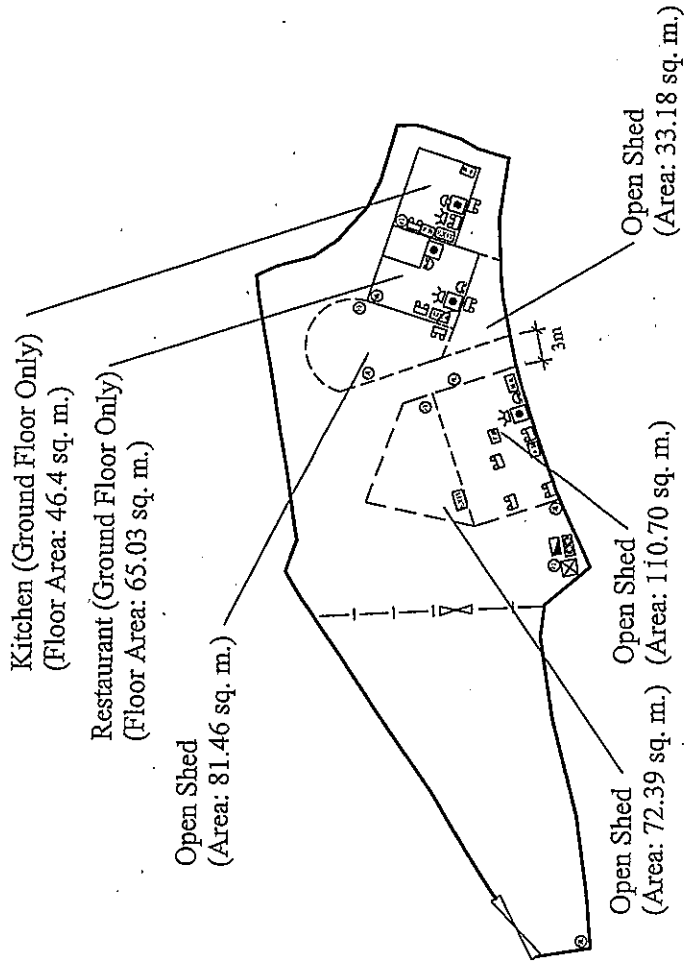 Kitchen (Ground Floor Only)
(Floor Area: 46.4 sq. m.)
Restaurant (Ground Floor Only)
(Floor Area: 65.03 sq. m.)
Open Shed
(Area: 81.46 sq. m.)
Open Shed
(Area: 33.18 sq. m.)
3m
Open Shed
(Area: 110.70 sq. m.)
Open Shed
(Area: 72.39 sq. m.)